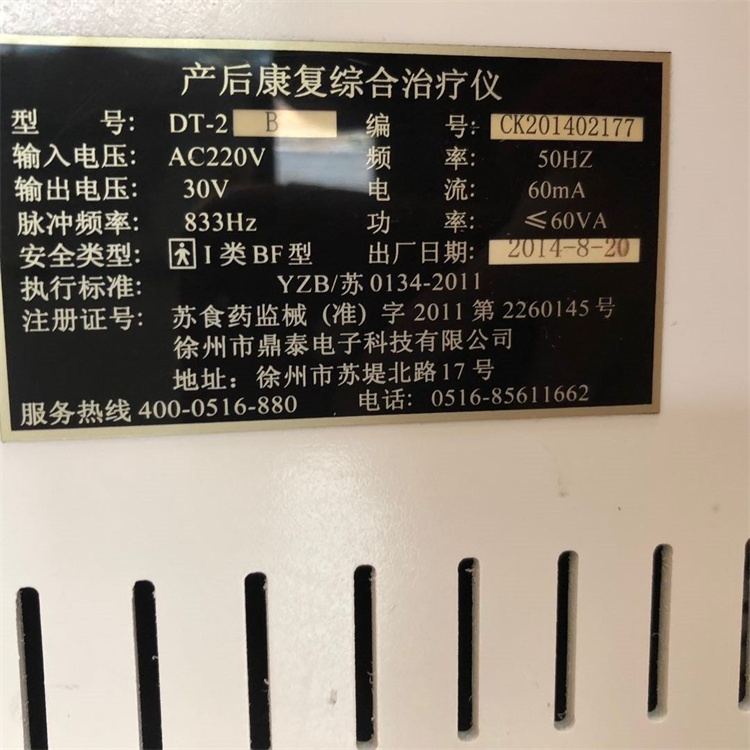 产后康复综合治疗仪
型 号: DT-2 B 编 号: CK201402177
输入电压: AC220V 频 率: 50HZ
输出电压: 30V 电 流: 60mA
脉冲频率: 833Hz 功 率: ≤60VA
安全类型: I 类 BF 型 出厂日期: 2014-8-20
执行标准: YZB/苏 0134-2011
注册证号: 苏食药监械 (准) 字 2011 第 2260145 号
徐州市鼎泰电子科技有限公司
地址: 徐州市苏堤北路 17 号
服务热线 400-0516-880 电话: 0516-85611662